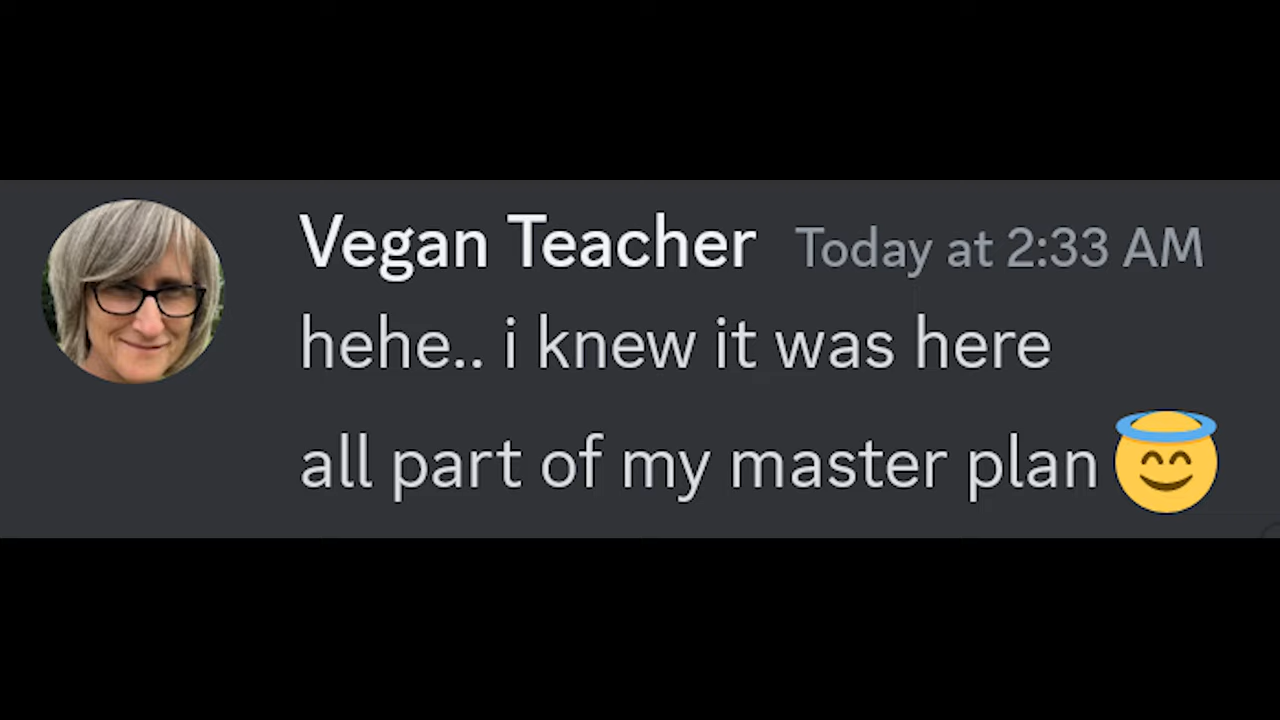 Vegan Teacher Today at 2:33 AM
hehe.. i knew it was here
all part of my master plan 😇